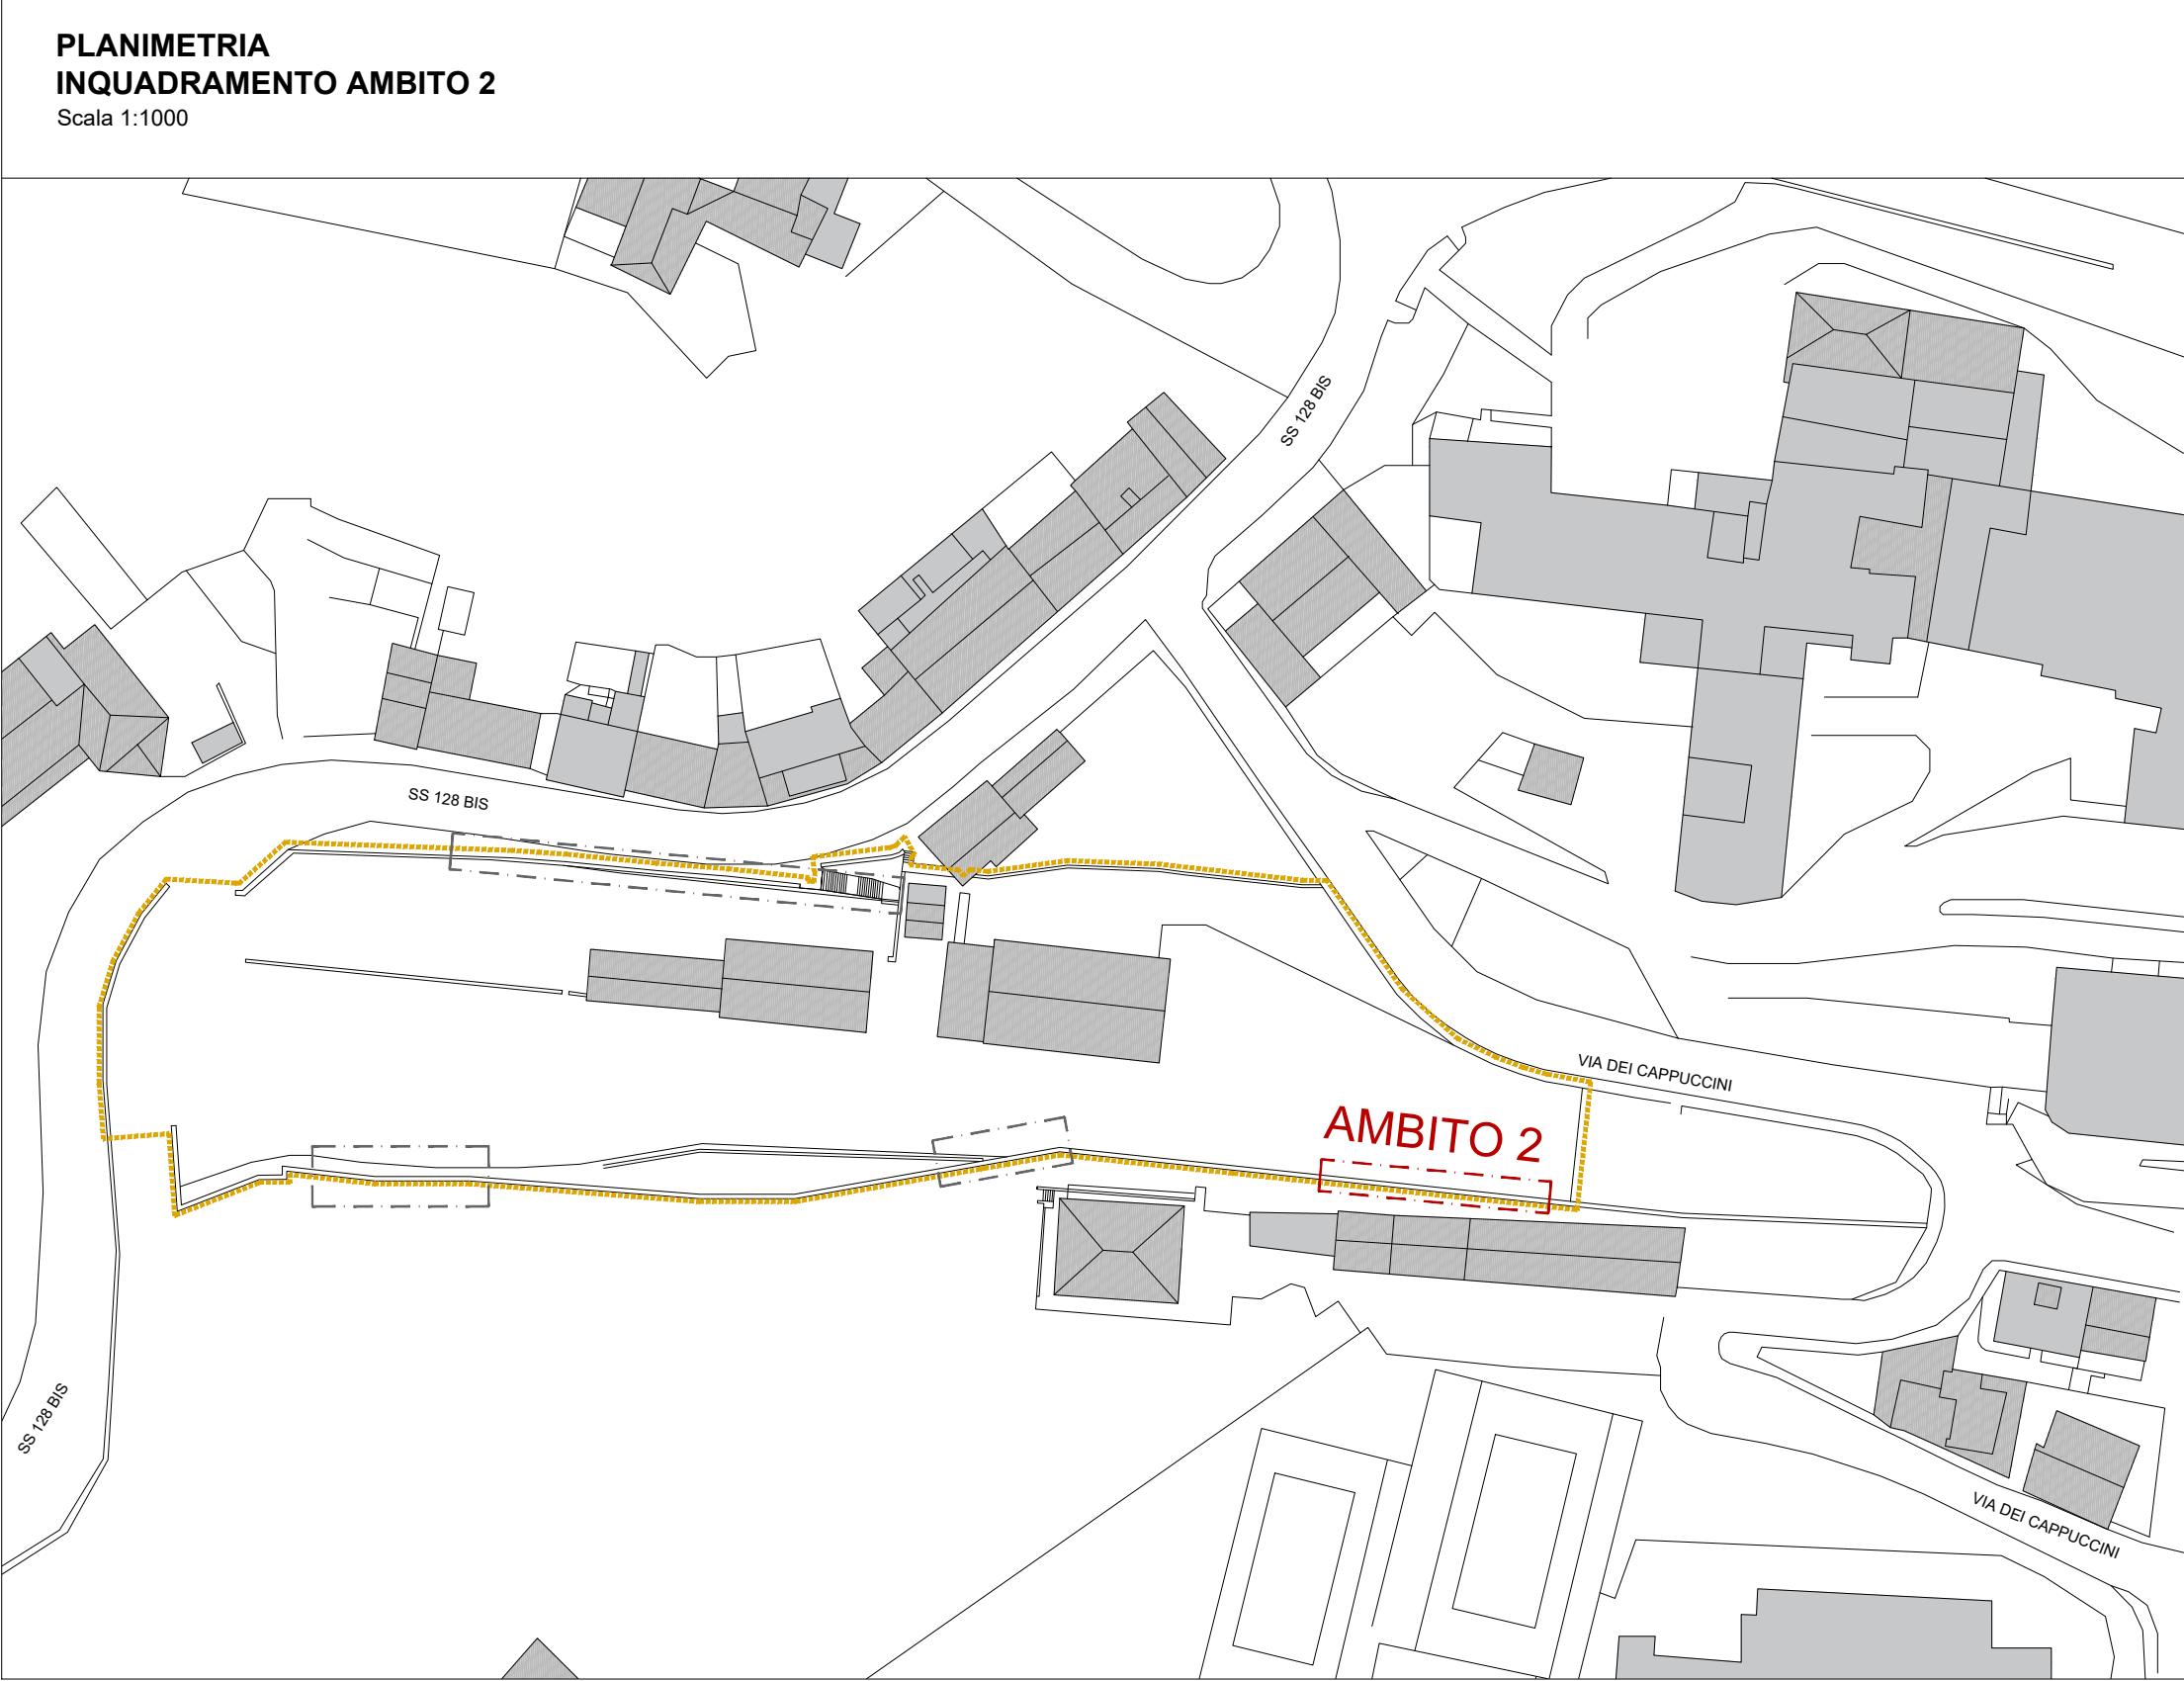 PLANIMETRIA
INQUADRAMENTO AMBITO 2
Scala 1:1000
SS 128 BIS
SS 128 BIS
VIA DEI CAPPUCCINI
AMBITO 2
SS 128 BIS
VIA DEI CAPPUCCINI